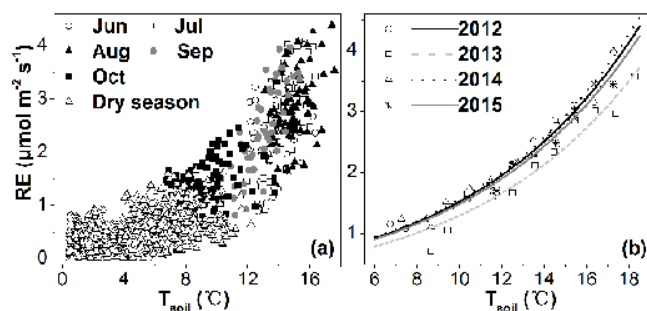 Jun Jul
Aug Sep
Oct
Dry season
RE (μmol m⁻² s⁻¹)
4
3
2
1
0
(a)
0 4 8 12 16
T_soil (℃)
2012
2013
2014
2015
4
3
2
1
(b)
6 8 10 12 14 16 18
T_soil (℃)